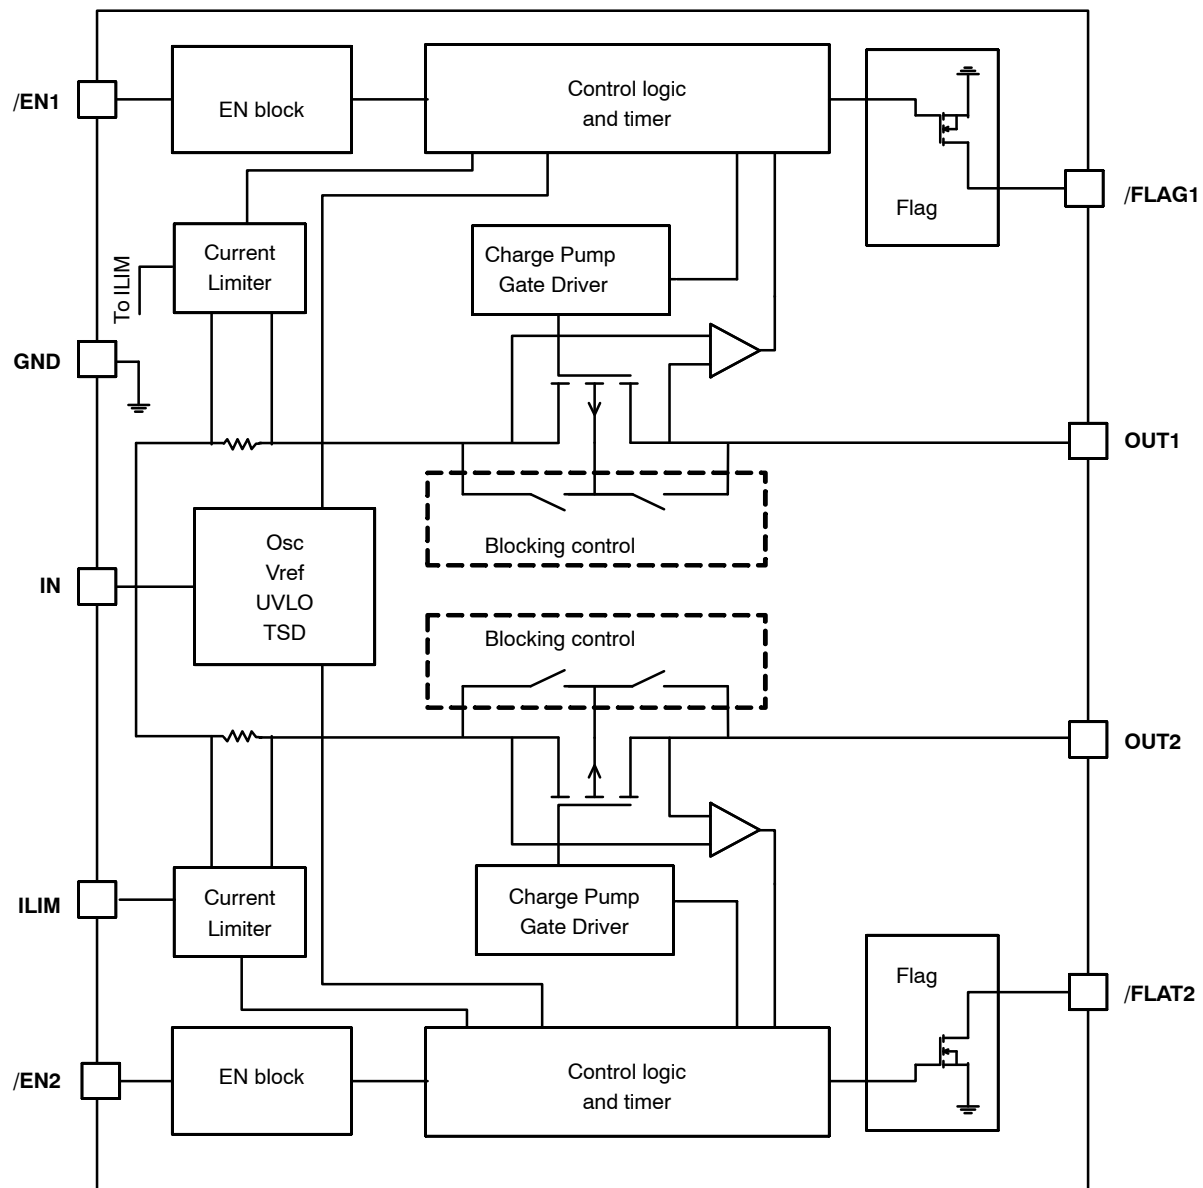 /EN1
EN block
Control logic
and timer
Flag
/FLAG1
Current
Limiter
To ILIM
Charge Pump
Gate Driver
GND
OUT1
Blocking control
IN
Osc
Vref
UVLO
TSD
Blocking control
OUT2
ILIM
Current
Limiter
Charge Pump
Gate Driver
Flag
/FLAT2
/EN2
EN block
Control logic
and timer